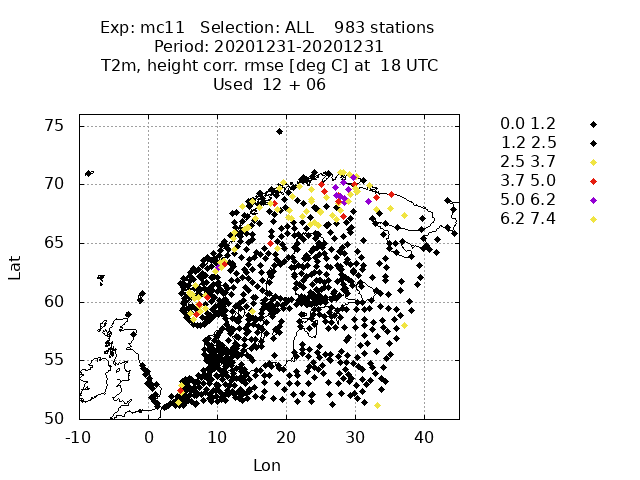 Exp: mc11 Selection: ALL 983 stations
Period: 20201231-20201231
T2m, height corr. rmse [deg C] at 18 UTC
Used 12 + 06
0.0 1.2
1.2 2.5
2.5 3.7
3.7 5.0
5.0 6.2
6.2 7.4
75
70
65
60
55
50
Lat
-10 0 10 20 30 40
Lon